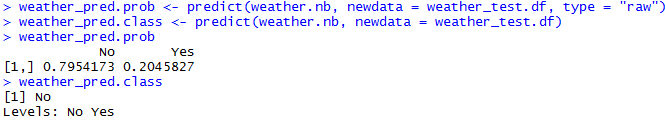 > weather_pred.prob <- predict(weather.nb, newdata = weather_test.df, type = "raw")
> weather_pred.class <- predict(weather.nb, newdata = weather_test.df)
> weather_pred.prob
            No       Yes
[1,] 0.7954173 0.2045827
> weather_pred.class
[1] No
Levels: No Yes